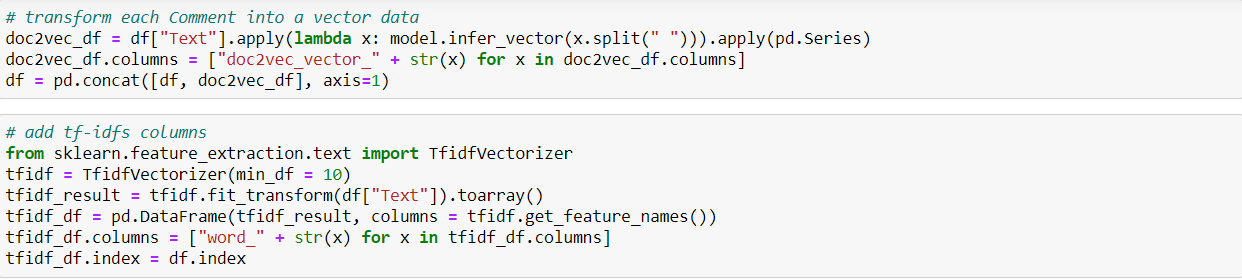 # transform each Comment into a vector data
doc2vec_df = df["Text"].apply(lambda x: model.infer_vector(x.split(" "))).apply(pd.Series)
doc2vec_df.columns = ["doc2vec_vector_" + str(x) for x in doc2vec_df.columns]
df = pd.concat([df, doc2vec_df], axis=1)
# add tf-idfs columns
from sklearn.feature_extraction.text import TfidfVectorizer
tfidf = TfidfVectorizer(min_df = 10)
tfidf_result = tfidf.fit_transform(df["Text"]).toarray()
tfidf_df = pd.DataFrame(tfidf_result, columns = tfidf.get_feature_names())
tfidf_df.columns = ["word_" + str(x) for x in tfidf_df.columns]
tfidf_df.index = df.index